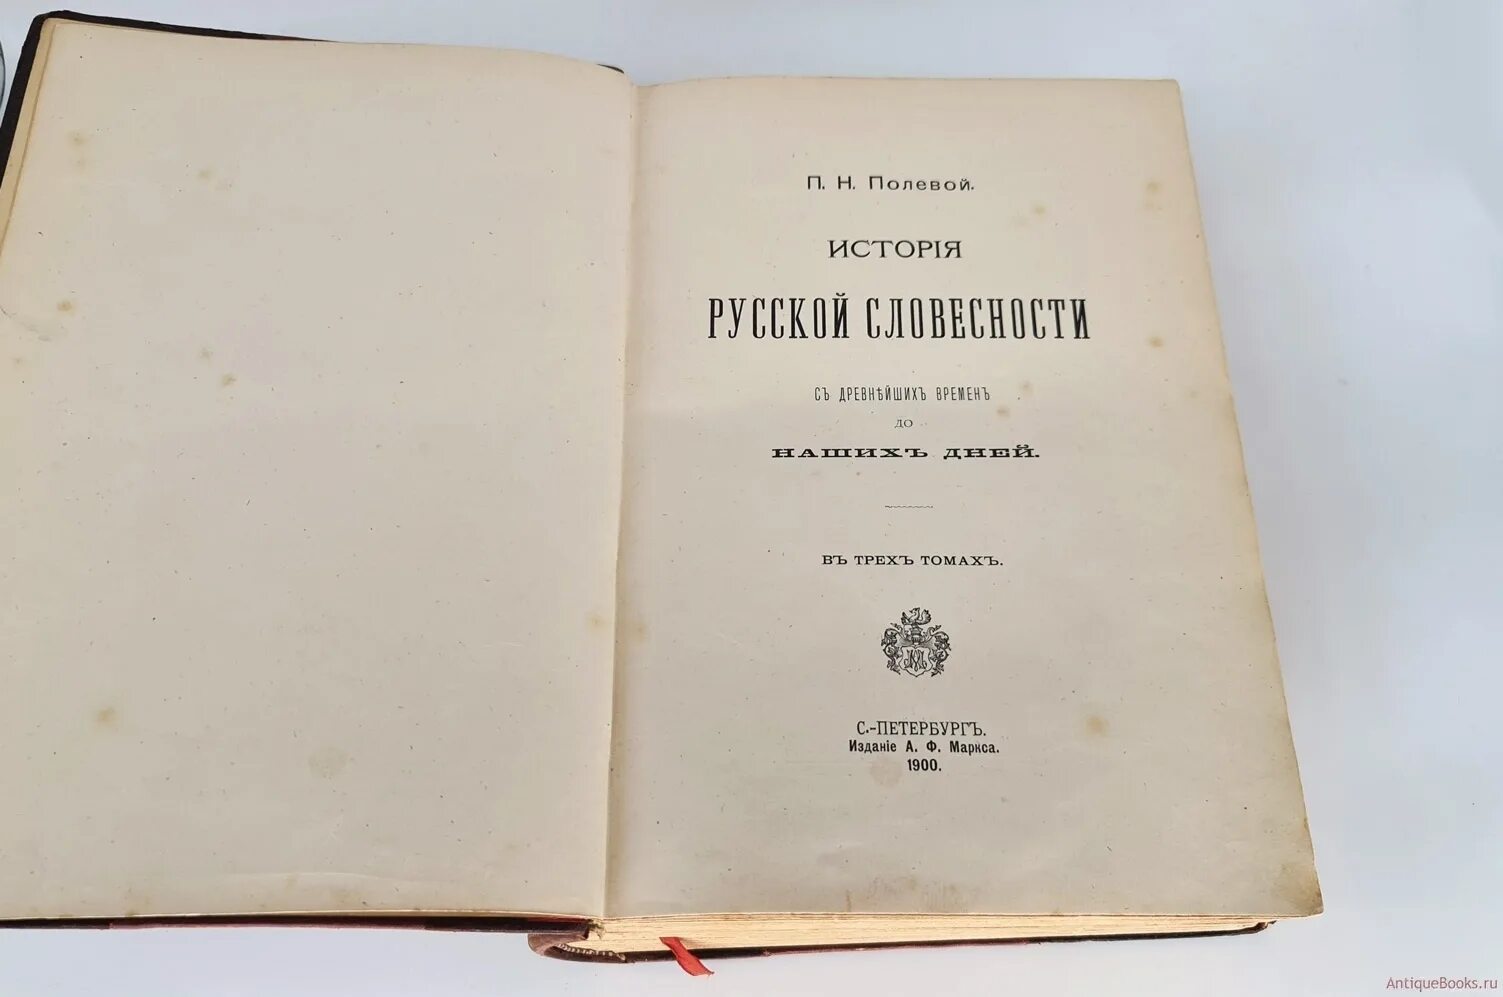 П. Н. Полевой.
ИСТОРІЯ
РУССКОЙ СЛОВЕСНОСТИ
СЪ ДРЕВНѢЙШИХЪ ВРЕМЕНЪ
ДО
НАШИХЪ ДНЕЙ.
ВЪ ТРЕХЪ ТОМАХЪ.
С.-ПЕТЕРБУРГЪ.
Изданіе А. Ф. Маркса.
1900.
AntiqueBooks.ru